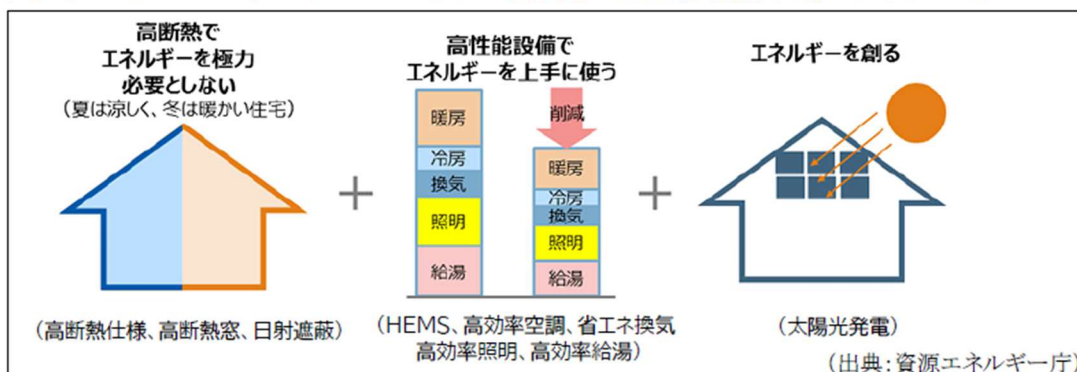 高断熱で
エネルギーを極力
必要としない
（夏は涼しく、冬は暖かい住宅）
（高断熱仕様、高断熱窓、日射遮蔽）
高性能設備で
エネルギーを上手に使う
暖房
冷房
換気
照明
給湯
削減
暖房
冷房
換気
照明
給湯
（HEMS、高効率空調、省エネ換気
高効率照明、高効率給湯）
エネルギーを創る
（太陽光発電）
（出典：資源エネルギー庁）